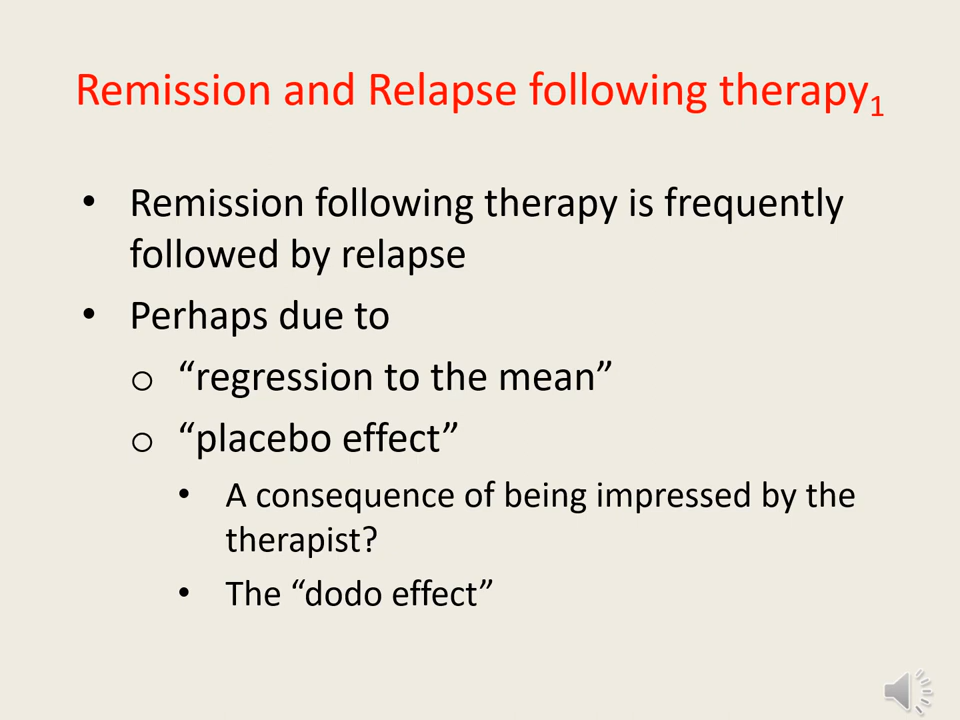 Remission and Relapse following therapy1
• Remission following therapy is frequently
followed by relapse
• Perhaps due to
o “regression to the mean”
o “placebo effect”
• A consequence of being impressed by the
therapist?
• The “dodo effect”